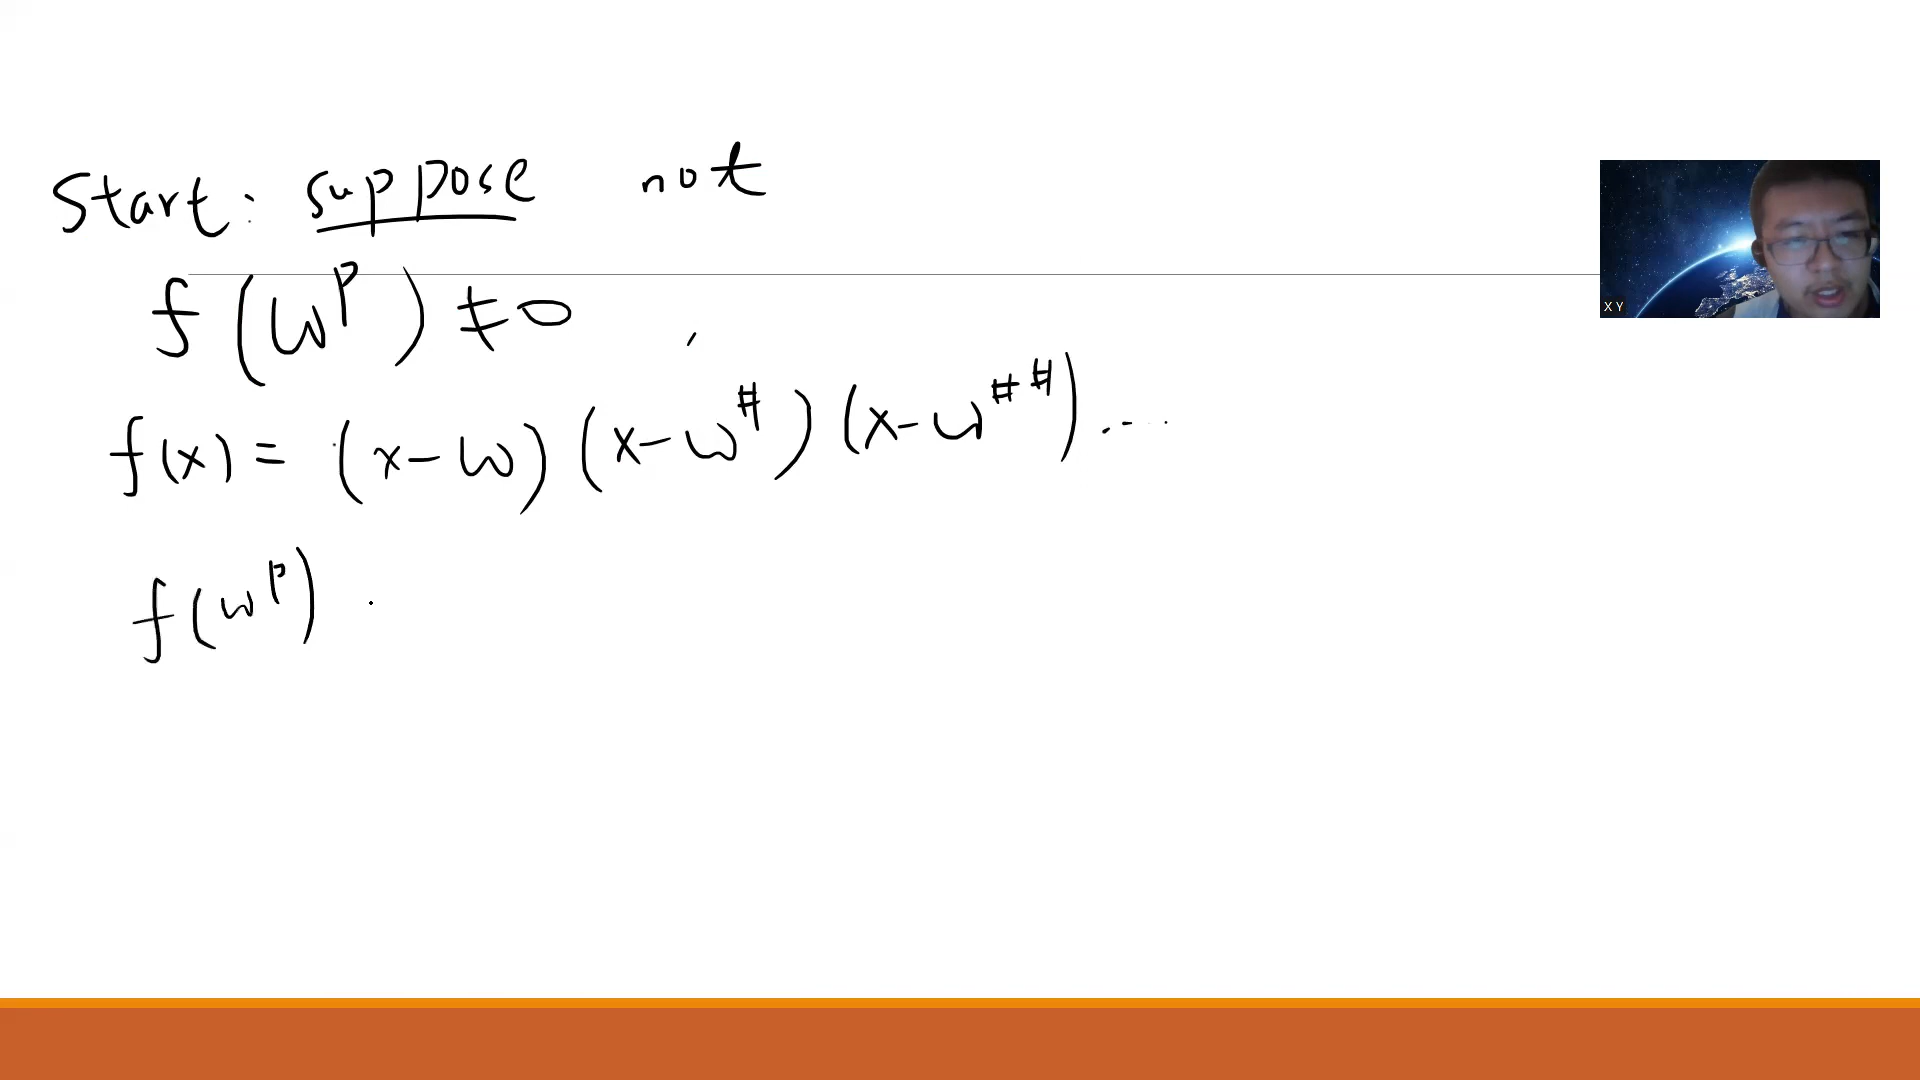 Start: suppose not
f(ω^p) ≠ 0
f(x) = (x-ω)(x-ω^#)(x-ω^##)....
f(ω^p)
X Y